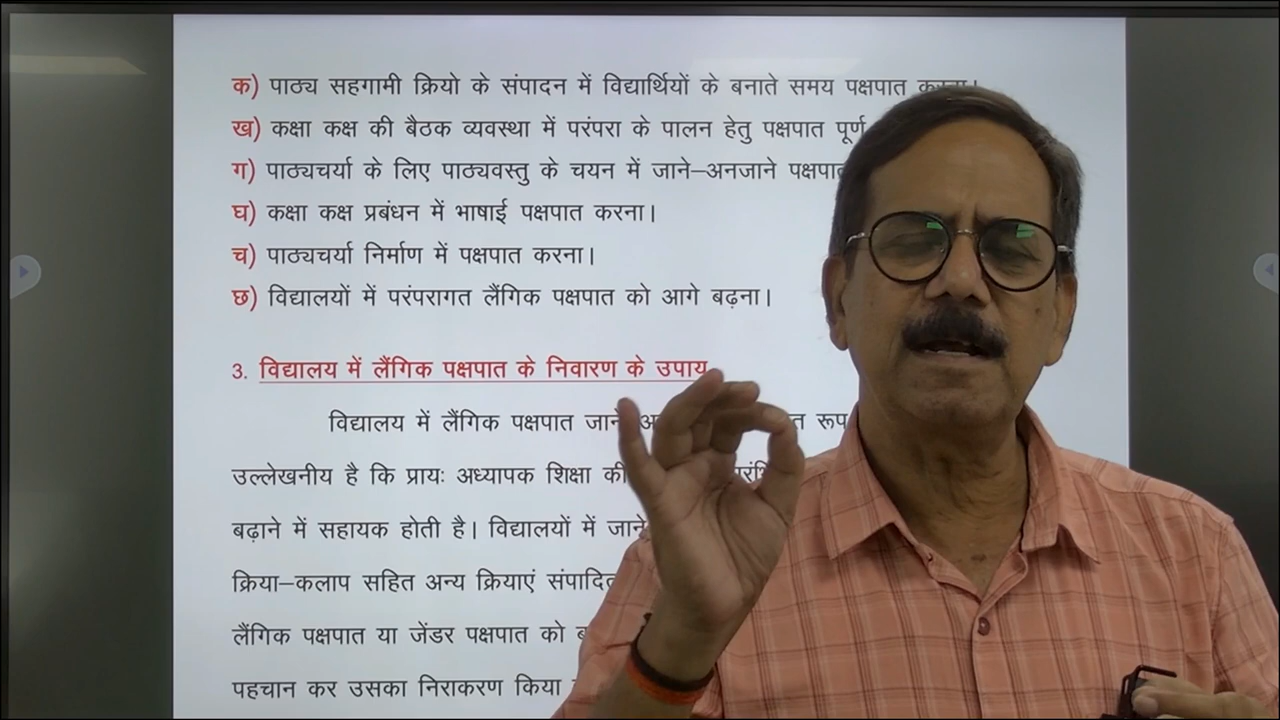 क) पाठ्य सहगामी क्रियो के संपादन में विद्यार्थियों के बनाते समय पक्षपात करना।
ख) कक्षा कक्ष की बैठक व्यवस्था में परंपरा के पालन हेतु पक्षपात पूर्ण
ग) पाठ्यचर्या के लिए पाठ्यवस्तु के चयन में जाने–अनजाने पक्षपात
घ) कक्षा कक्ष प्रबंधन में भाषाई पक्षपात करना।
च) पाठ्यचर्या निर्माण में पक्षपात करना।
छ) विद्यालयों में परंपरागत लैंगिक पक्षपात को आगे बढ़ना।
3. विद्यालय में लैंगिक पक्षपात के निवारण के उपाय
विद्यालय में लैंगिक पक्षपात जाने रूप
उल्लेखनीय है कि प्रायः अध्यापक शिक्षा की
बढ़ाने में सहायक होती है। विद्यालयों में जाने
क्रिया–कलाप सहित अन्य क्रियाएं संपादित
लैंगिक पक्षपात या जेंडर पक्षपात को
पहचान कर उसका निराकरण किया